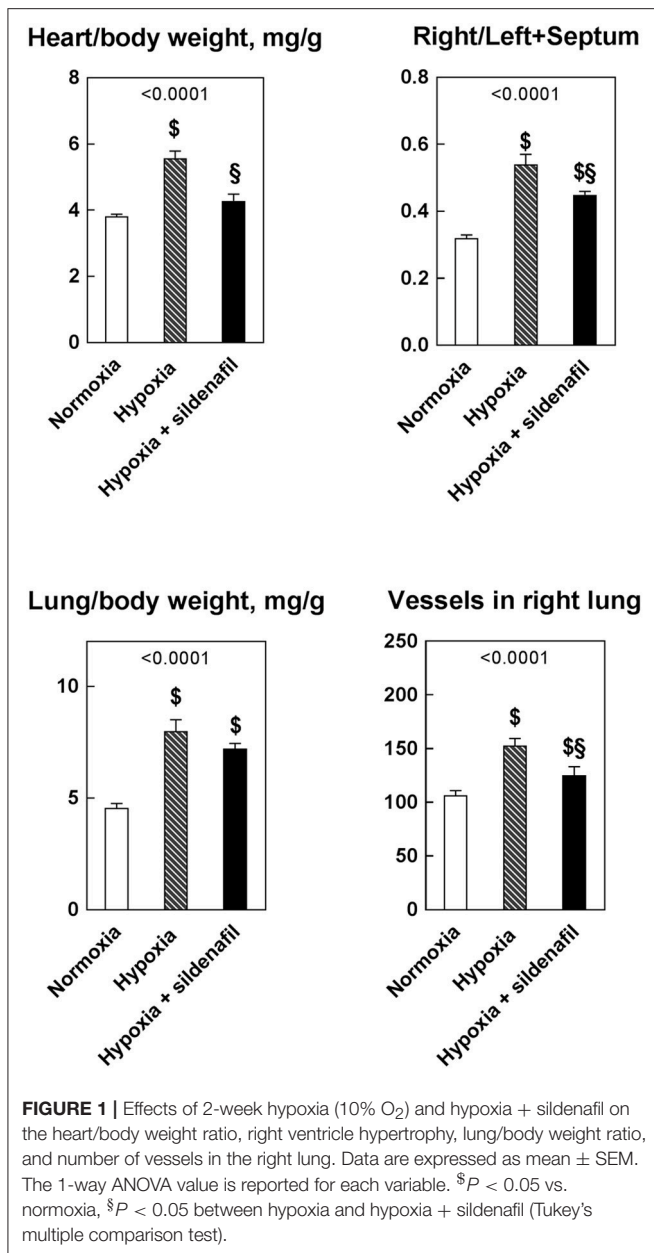 Heart/body weight, mg/g
8
6
4
2
0
<0.0001
$
§
Normoxia
Hypoxia
Hypoxia + sildenafil
Right/Left+Septum
0.8
0.6
0.4
0.2
0.0
<0.0001
$
$§
Normoxia
Hypoxia
Hypoxia + sildenafil
Lung/body weight, mg/g
10
5
0
<0.0001
$
$
Normoxia
Hypoxia
Hypoxia + sildenafil
Vessels in right lung
250
200
150
100
50
0
<0.0001
$
$§
Normoxia
Hypoxia
Hypoxia + sildenafil
FIGURE 1 | Effects of 2-week hypoxia (10% O₂) and hypoxia + sildenafil on
the heart/body weight ratio, right ventricle hypertrophy, lung/body weight ratio,
and number of vessels in the right lung. Data are expressed as mean ± SEM.
The 1-way ANOVA value is reported for each variable. $P < 0.05 vs.
normoxia, §P < 0.05 between hypoxia and hypoxia + sildenafil (Tukey's
multiple comparison test).